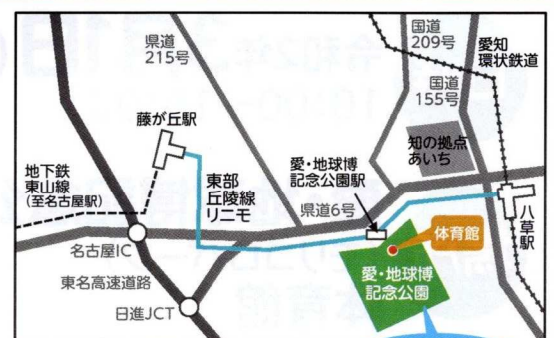 県道
215号
国道
209号
愛知
環状鉄道
国道
155号
藤が丘駅
知の拠点
あいち
愛・地球博
記念公園駅
地下鉄
東山線
(至名古屋駅)
東部
丘陵線
リニモ
県道6号
八草駅
体育館
名古屋IC
愛・地球博
記念公園
東名高速道路
日進JCT